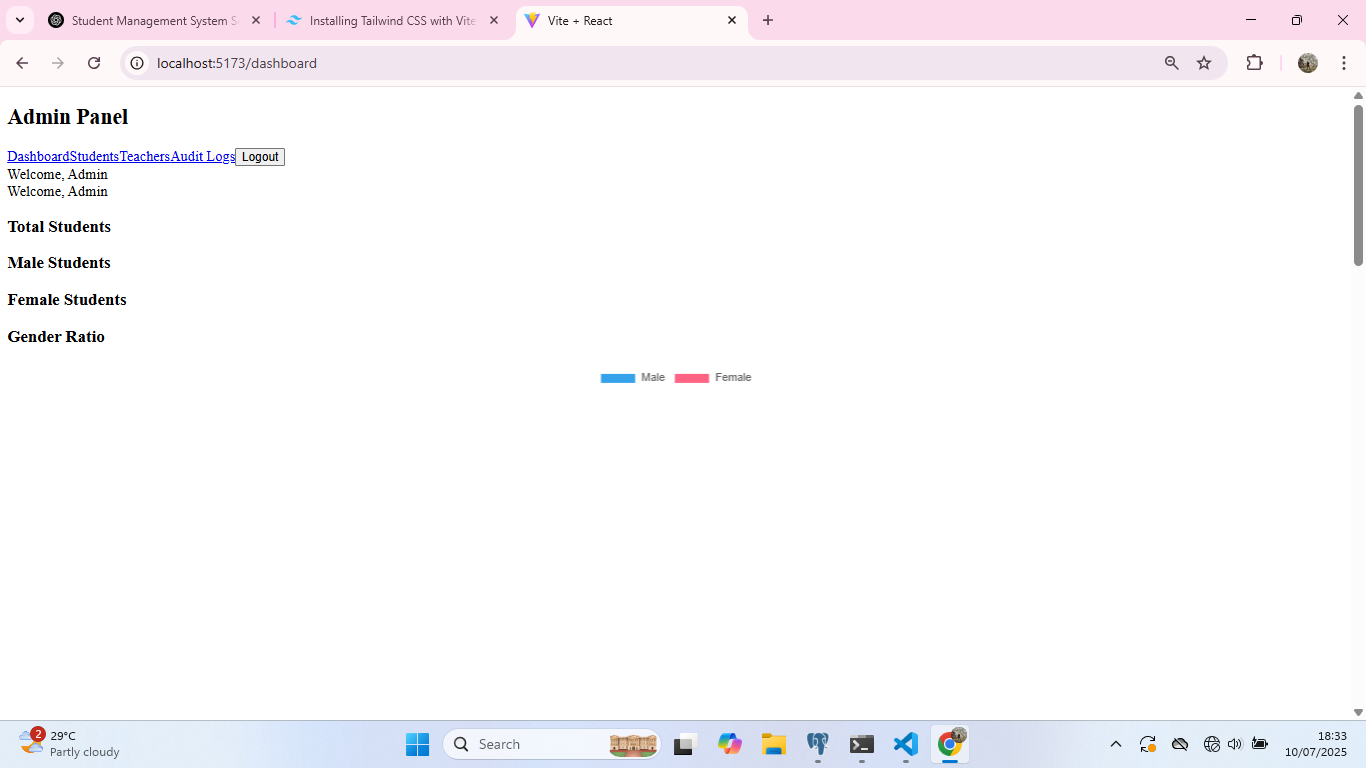 Student Management System S
Installing Tailwind CSS with Vite
Vite + React
localhost:5173/dashboard
Admin Panel
DashboardStudentsTeachersAudit LogsLogout
Welcome, Admin
Welcome, Admin
Total Students
Male Students
Female Students
Gender Ratio
Male Female
2
29°C
Partly cloudy
Search
18:33
10/07/2025